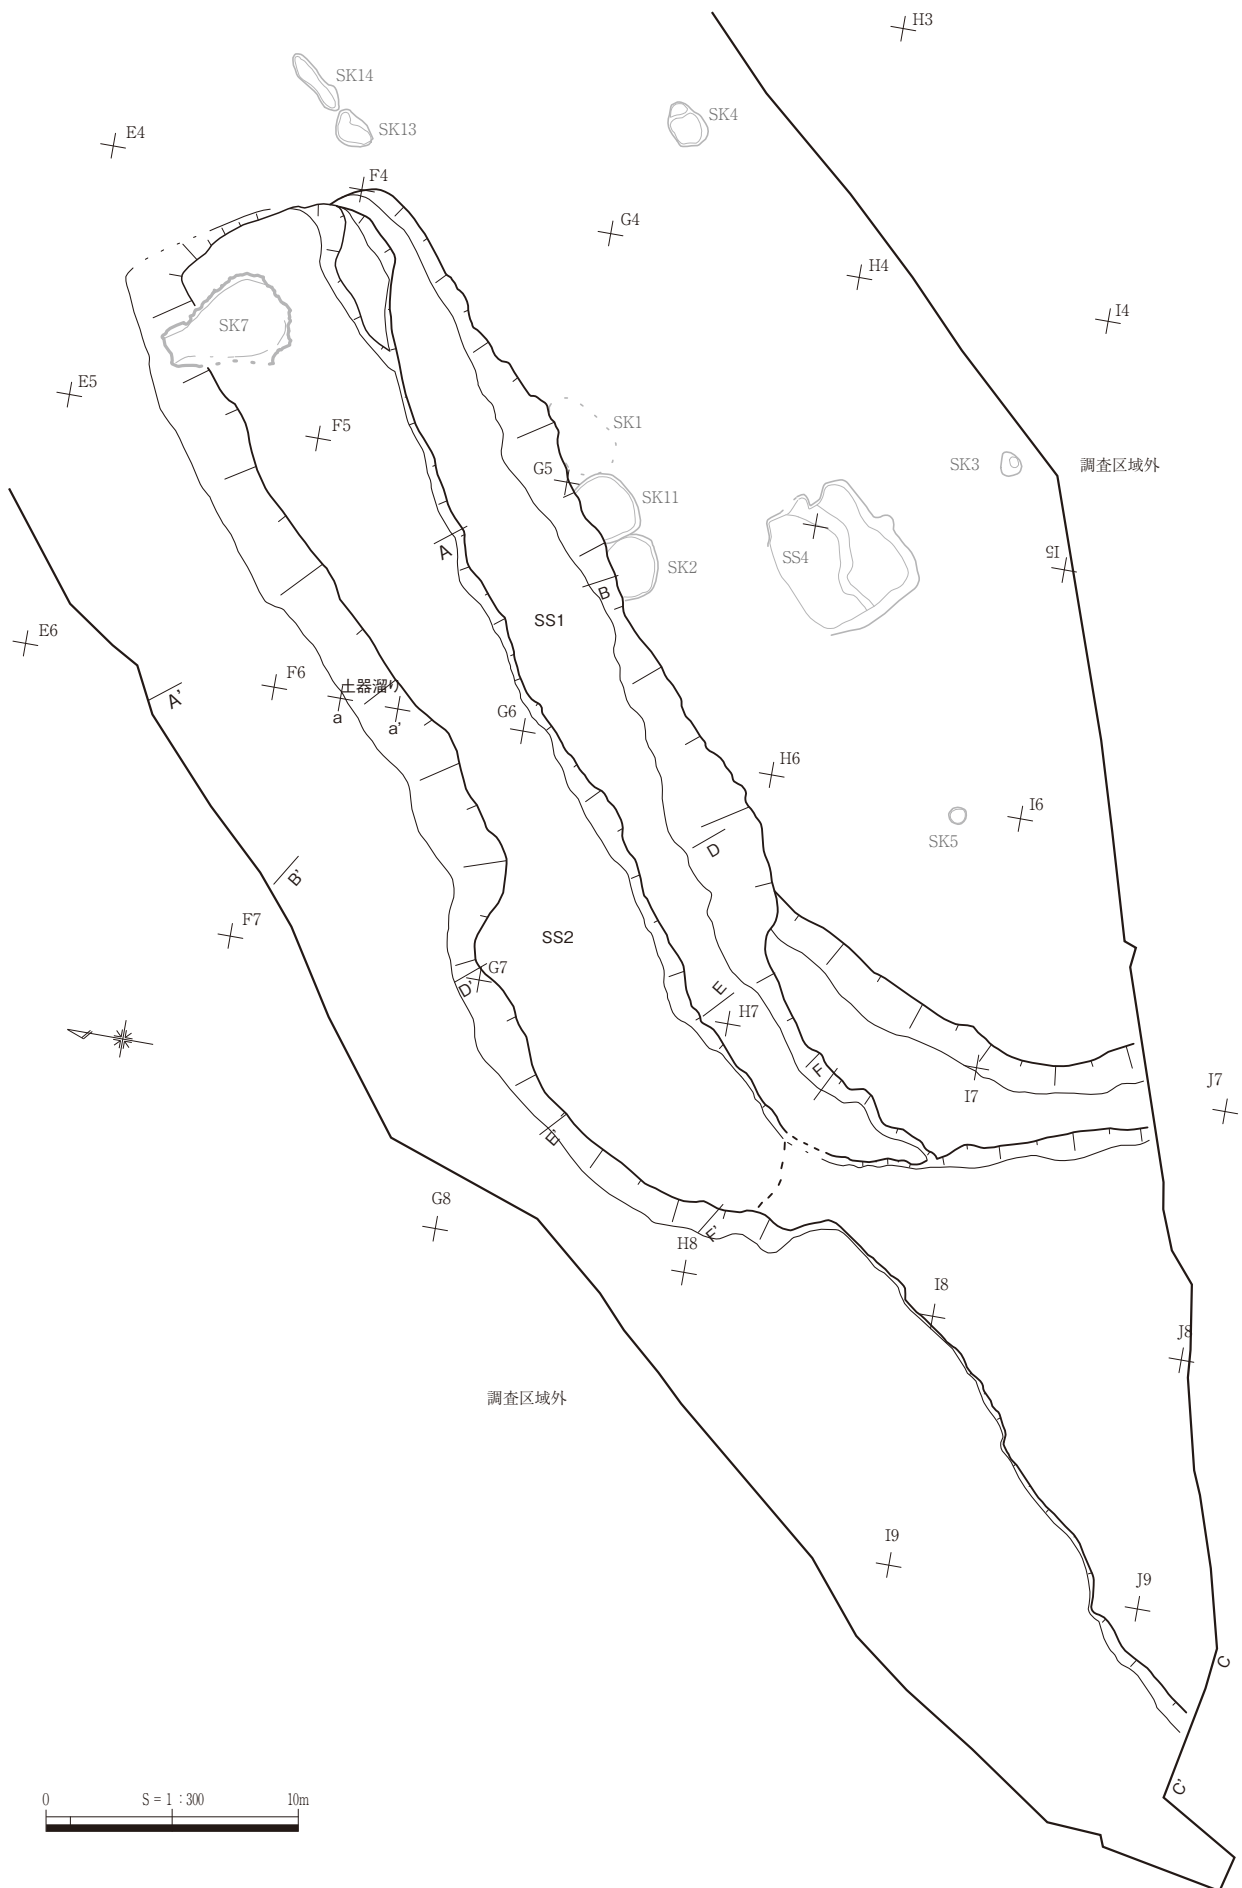 H3
SK14
SK4
SK13
E4
F4
G4
H4
I4
SK7
E5
F5
SK1
G5
SK3
調査区域外
SK11
SS4
A
SK2
I5
B
SS1
E6
F6
土器溜り
A'
a
a'
G6
H6
I6
SK5
D
B'
F7
SS2
G7
D'
E
H7
F
I7
J7
E'
G8
H8
F'
I8
J8
調査区域外
I9
J9
C
C'
0
S = 1 : 300
10m